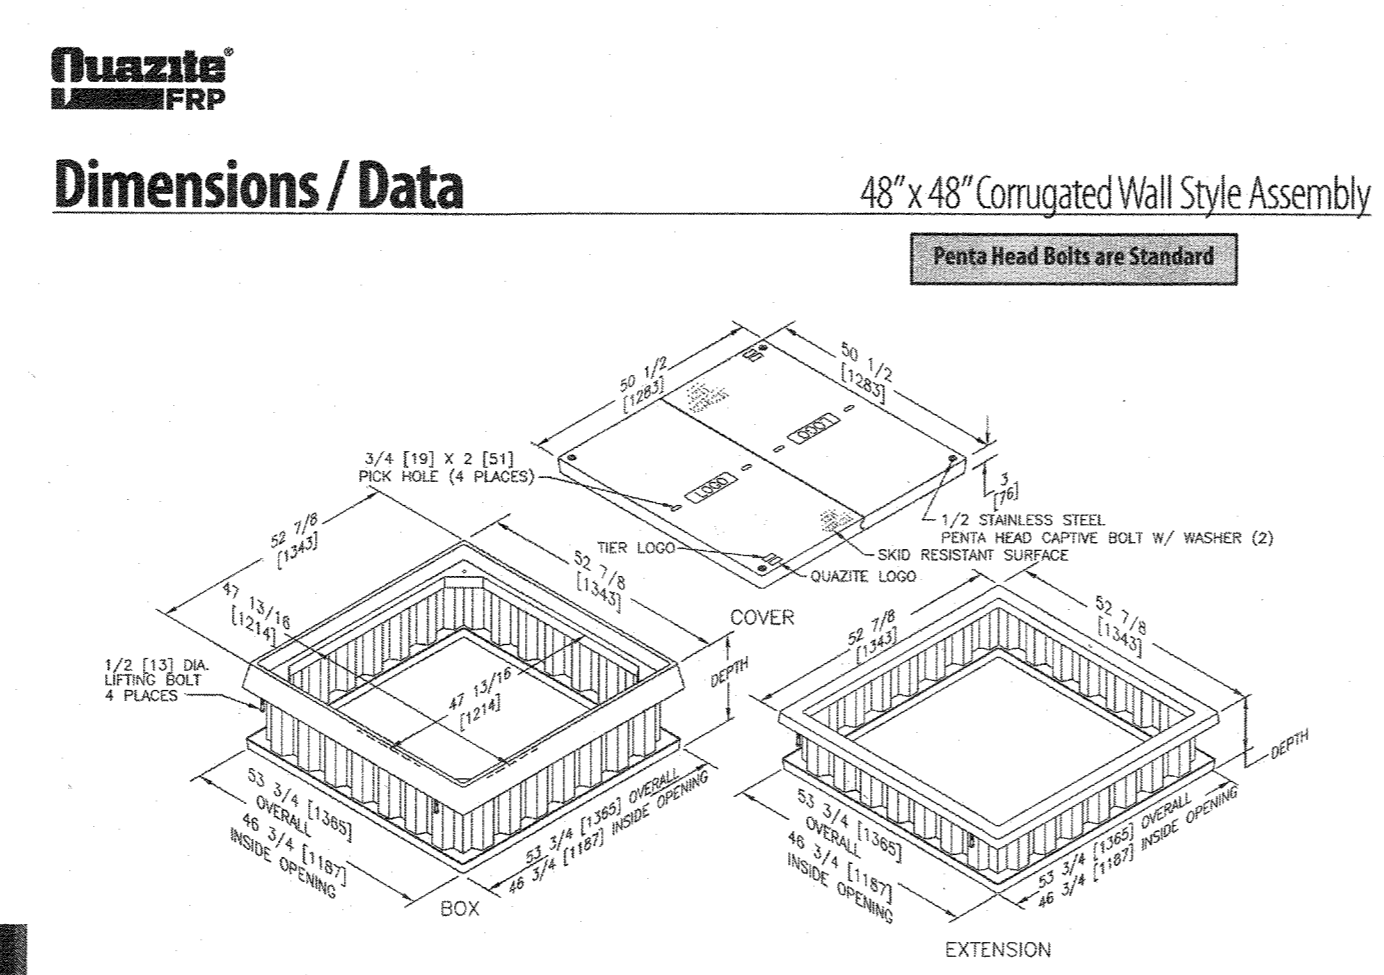 Quazite®
FRP
Dimensions / Data
48" x 48" Corrugated Wall Style Assembly
Penta Head Bolts are Standard
50 1/2
[1283]
50 1/2
[1283]
3/4 [19] X 2 [51]
PICK HOLE (4 PLACES)
LOGO
LOGO
3
[76]
1/2 STAINLESS STEEL
PENTA HEAD CAPTIVE BOLT W/ WASHER (2)
SKID RESISTANT SURFACE
TIER LOGO
QUAZITE LOGO
COVER
52 7/8
[1343]
52 7/8
[1343]
47 13/16
[1214]
47 13/16
[1214]
1/2 [13] DIA.
LIFTING BOLT
4 PLACES
DEPTH
53 3/4 [1365]
OVERALL
46 3/4 [1187]
INSIDE OPENING
53 3/4 [1365] OVERALL
46 3/4 [1187] INSIDE OPENING
BOX
52 7/8
[1343]
52 7/8
[1343]
DEPTH
53 3/4 [1365]
OVERALL
46 3/4 [1187]
INSIDE OPENING
53 3/4 [1365] OVERALL
46 3/4 [1187] INSIDE OPENING
EXTENSION